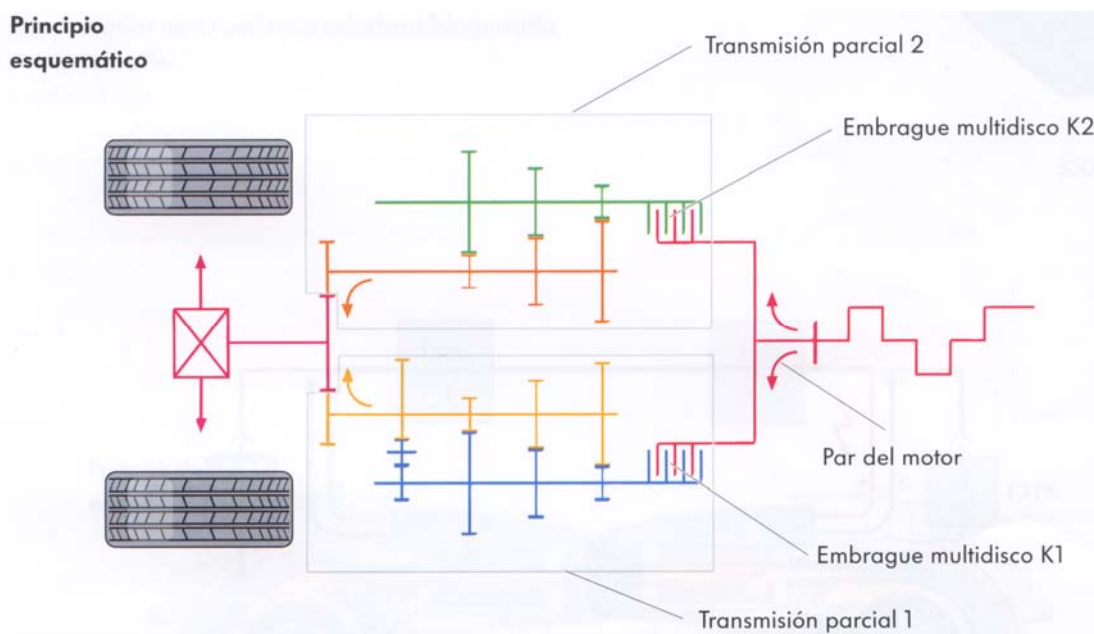 Principio
esquemático
Transmisión parcial 2
Embrague multidisco K2
Par del motor
Embrague multidisco K1
Transmisión parcial 1